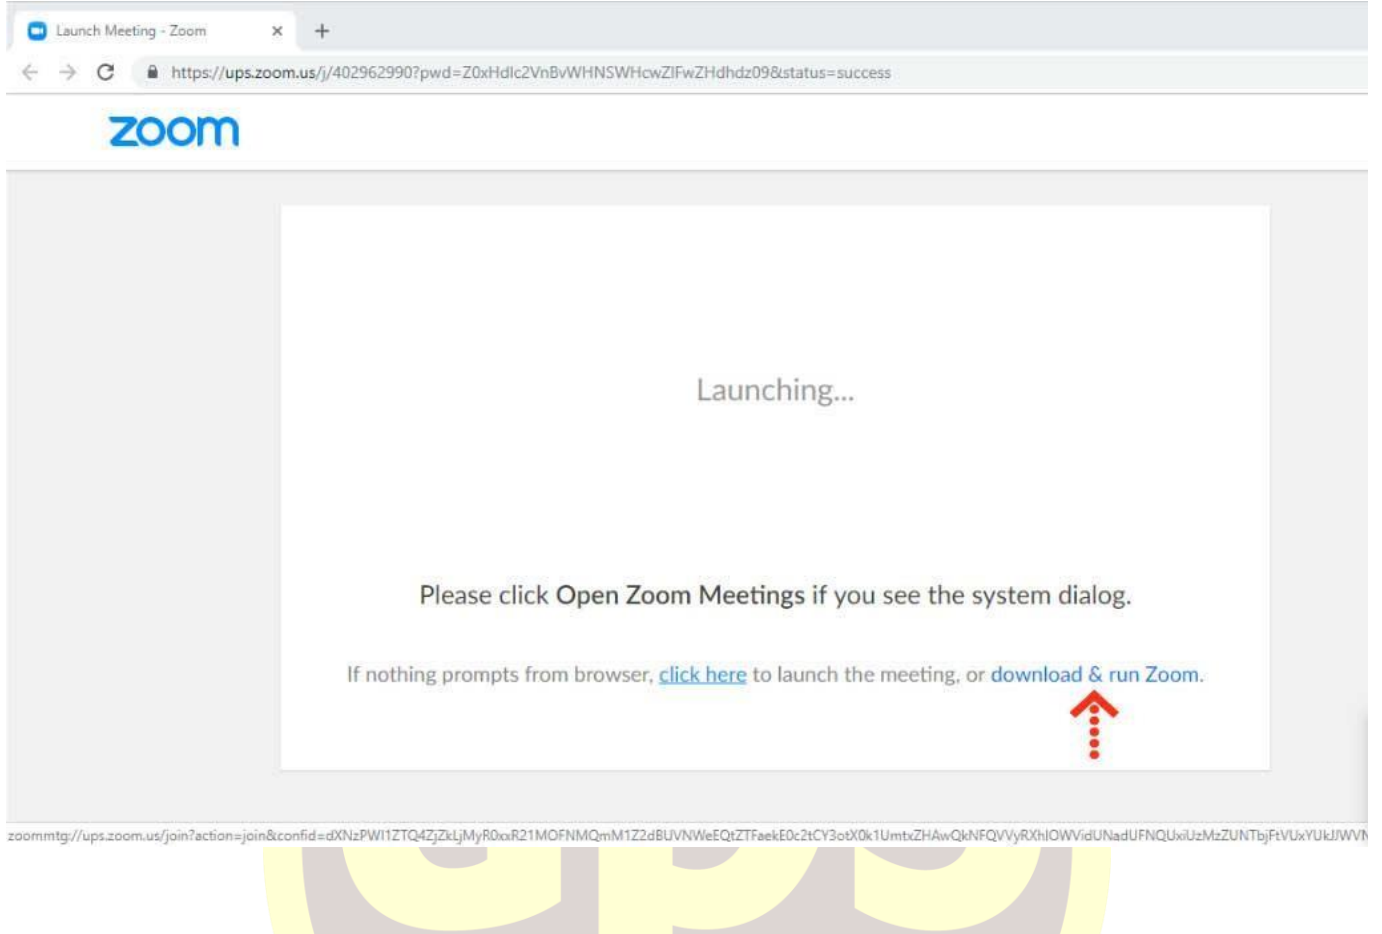 Launch Meeting - Zoom
https://ups.zoom.us/j/402962990?pwd=Z0xHdlc2VnBvWHNSWHcwZlFwZHdhdz09&status=success
zoom
Launching...
Please click Open Zoom Meetings if you see the system dialog.
If nothing prompts from browser, click here to launch the meeting, or download & run Zoom.